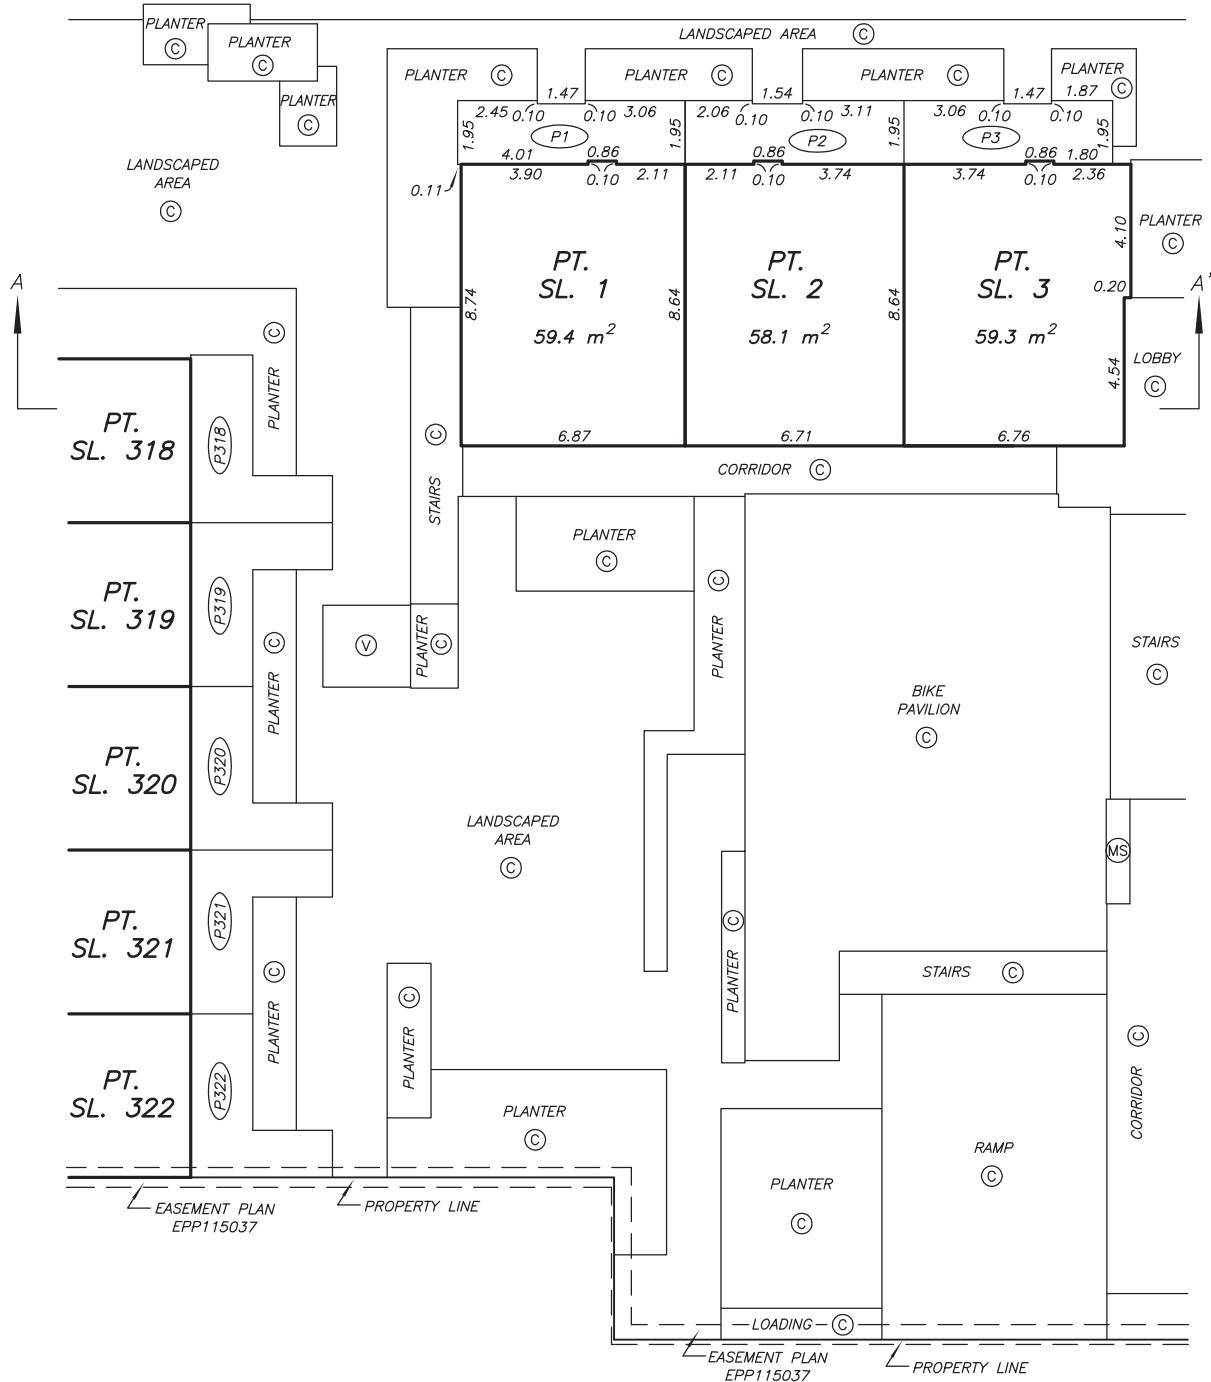 PLANTER
C
PLANTER
C
PLANTER
C
LANDSCAPED AREA C
PLANTER C
PLANTER C
PLANTER C
PLANTER
C
1.47
1.54
1.47
1.87
2.45
0.10
0.10
3.06
2.06
0.10
0.10
3.11
3.06
0.10
0.10
1.95
P1
1.95
P2
1.95
P3
1.95
4.01
0.86
0.86
0.86
1.80
3.90
0.10
2.11
2.11
0.10
3.74
3.74
0.10
2.36
0.11
LANDSCAPED
AREA
C
PT.
SL. 1
59.4 m2
8.74
8.64
6.87
PT.
SL. 2
58.1 m2
8.64
6.71
PT.
SL. 3
59.3 m2
4.10
0.20
4.54
6.76
PLANTER
C
A
A'
LOBBY
C
PLANTER C
PT.
SL. 318
P318
STAIRS C
CORRIDOR C
PLANTER
C
PLANTER C
PT.
SL. 319
P319
PLANTER C
V
PLANTER C
STAIRS
C
BIKE
PAVILION
C
PT.
SL. 320
P320
LANDSCAPED
AREA
C
MS
PT.
SL. 321
P321
PLANTER C
PLANTER C
STAIRS C
PLANTER C
CORRIDOR C
PT.
SL. 322
P322
PLANTER
C
RAMP
C
PLANTER
C
EASEMENT PLAN
EPP115037
PROPERTY LINE
LOADING C
EASEMENT PLAN
EPP115037
PROPERTY LINE